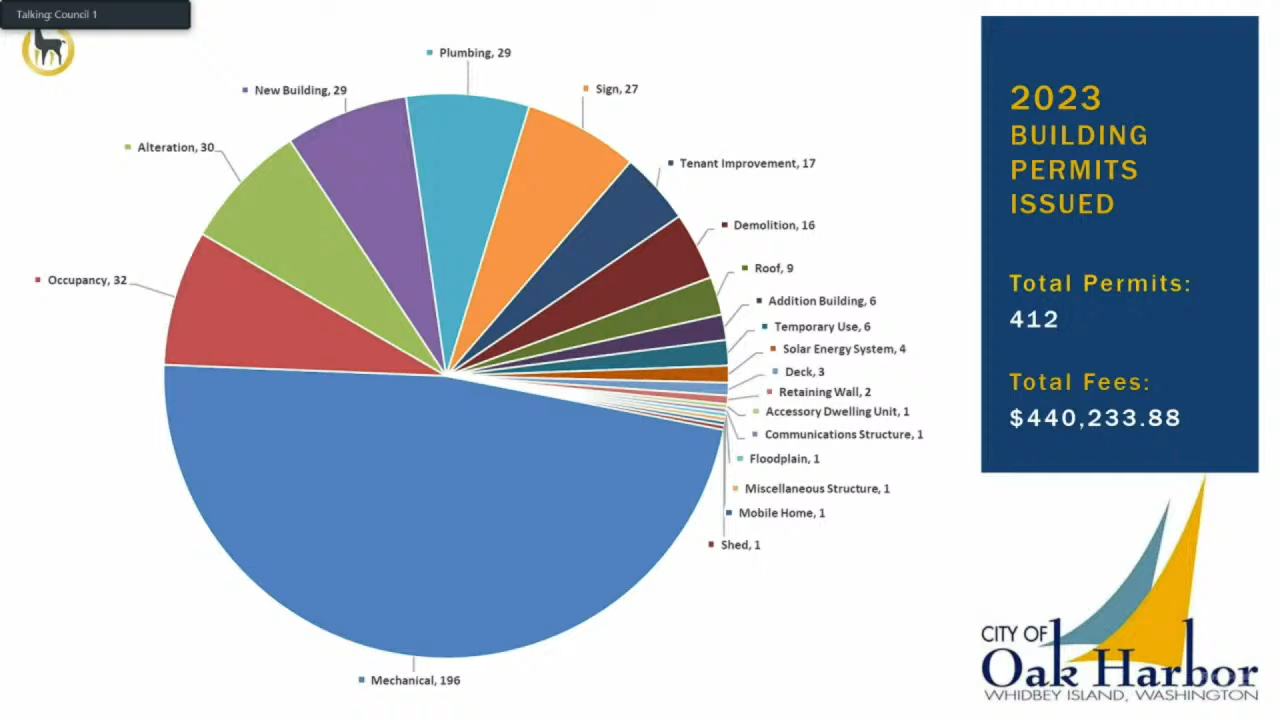 Talking: Council 1
Plumbing, 29
New Building, 29
Sign, 27
Alteration, 30
Tenant Improvement, 17
Demolition, 16
Roof, 9
Occupancy, 32
Addition Building, 6
Temporary Use, 6
Solar Energy System, 4
Deck, 3
Retaining Wall, 2
Accessory Dwelling Unit, 1
Communications Structure, 1
Floodplain, 1
Miscellaneous Structure, 1
Mobile Home, 1
Shed, 1
Mechanical, 196
2023
BUILDING
PERMITS
ISSUED
Total Permits:
412
Total Fees:
$440,233.88
CITY OF
Oak Harbor
WHIDBEY ISLAND, WASHINGTON